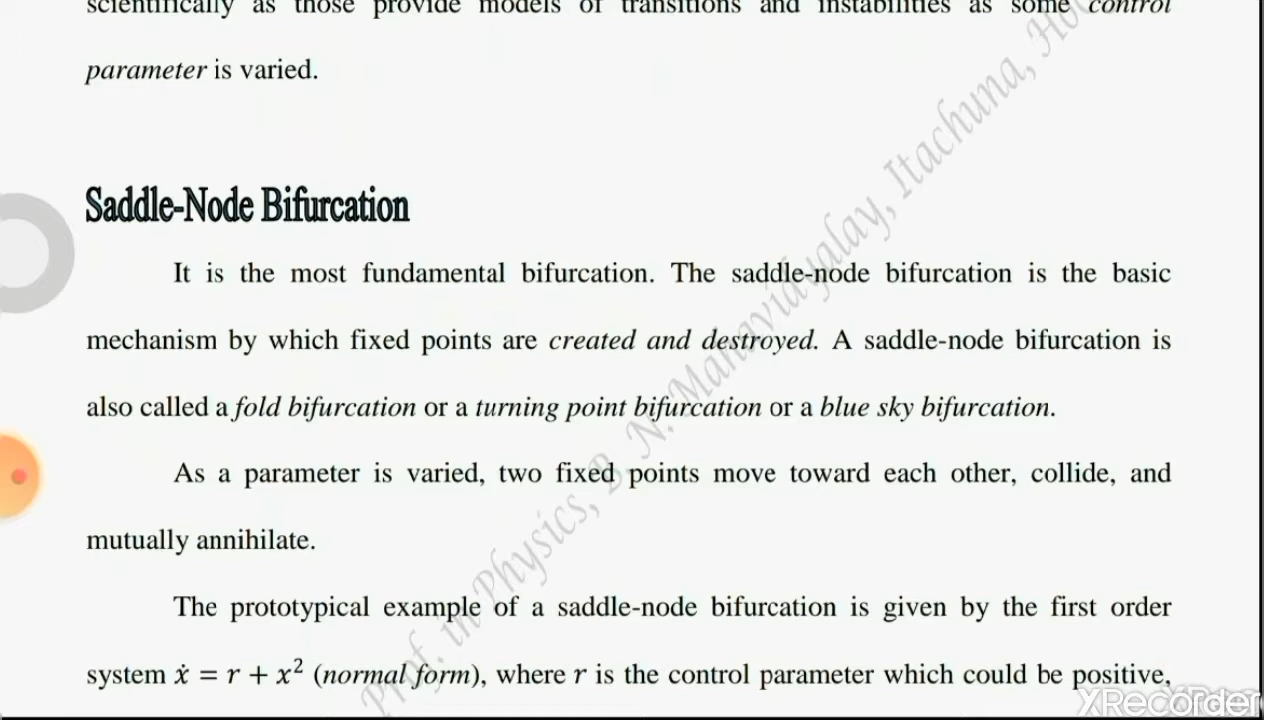 scientifically as those provide models of transitions and instabilities as some control
parameter is varied.
Saddle-Node Bifurcation
It is the most fundamental bifurcation. The saddle-node bifurcation is the basic
mechanism by which fixed points are created and destroyed. A saddle-node bifurcation is
also called a fold bifurcation or a turning point bifurcation or a blue sky bifurcation.
As a parameter is varied, two fixed points move toward each other, collide, and
mutually annihilate.
The prototypical example of a saddle-node bifurcation is given by the first order
system ẋ = r + x² (normal form), where r is the control parameter which could be positive,
Prof. in Physics, B. N. Mahavidyalay, Itachuna,
XRecorder